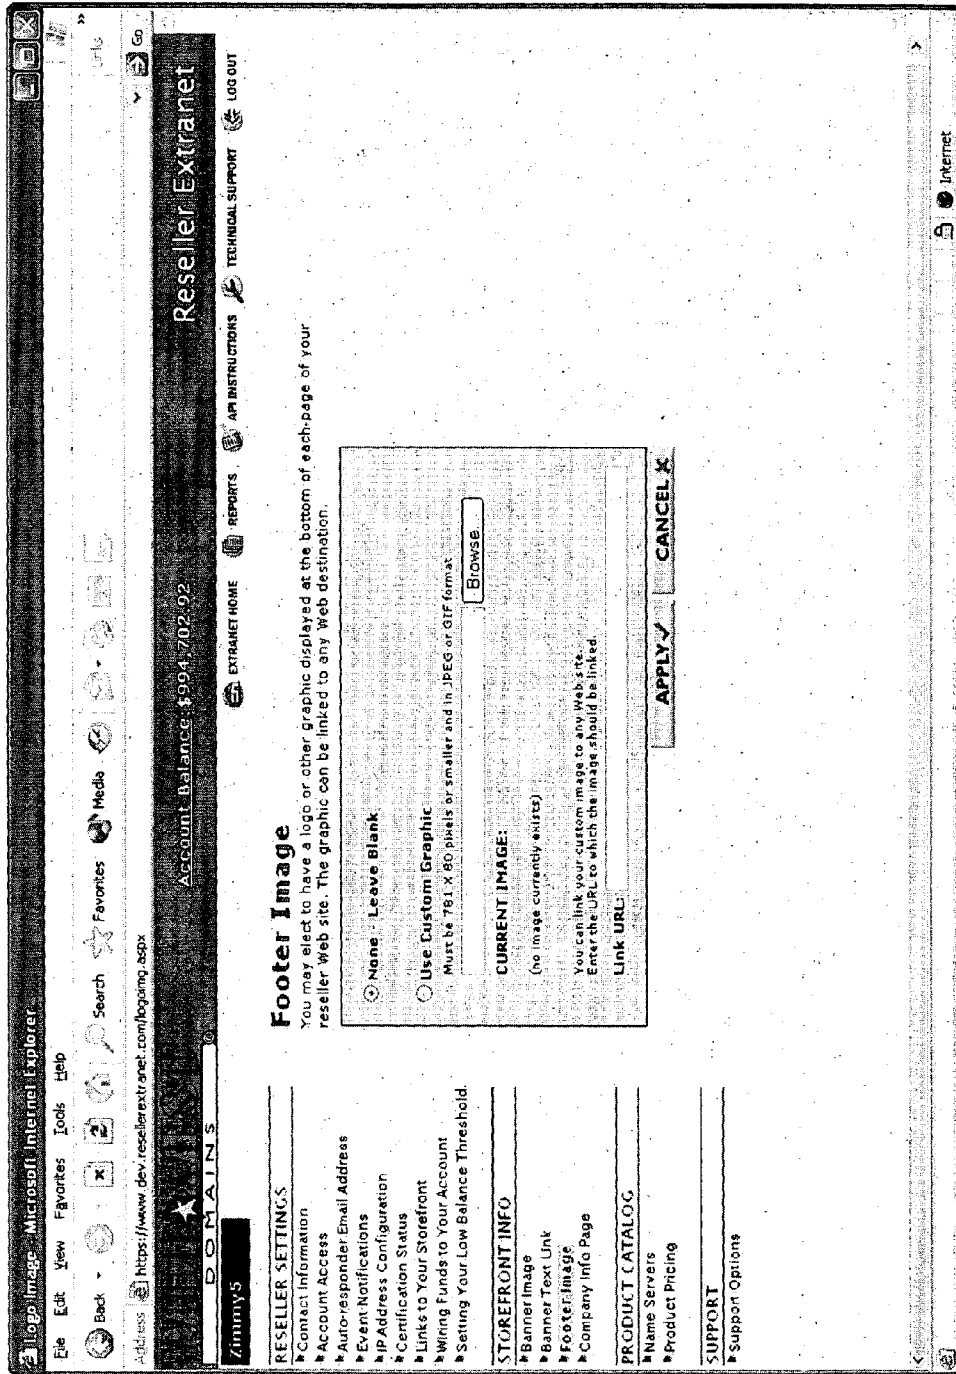 Logo Image - Microsoft Internet Explorer
File Edit View Favorites Tools Help
Back Search Favorites Media
Links »
Address https://www.dev.resellerextranet.com/logoimg.aspx Go
DOMAINS
Account Balance: $994,702.92
Reseller Extranet
Zimmy5
EXTRANET HOME REPORTS API INSTRUCTIONS TECHNICAL SUPPORT LOG OUT
RESELLER SETTINGS
Contact Information
Account Access
Auto-responder Email Address
Event Notifications
IP Address Configuration
Certification Status
Links to Your Storefront
Wiring Funds to Your Account
Setting Your Low Balance Threshold
STOREFRONT INFO
Banner Image
Banner Text Link
Footer Image
Company Info Page
PRODUCT CATALOG
Name Servers
Product Pricing
SUPPORT
Support Options
Footer Image
You may elect to have a logo or other graphic displayed at the bottom of each page of your
reseller Web site. The graphic can be linked to any Web destination.
None - Leave Blank
Use Custom Graphic
Must be 781 X 80 pixels or smaller and in JPEG or GIF format
Browse...
CURRENT IMAGE:
(no image currently exists)
You can link your custom image to any Web site.
Enter the URL to which the image should be linked.
Link URL:
APPLY CANCEL X
Internet